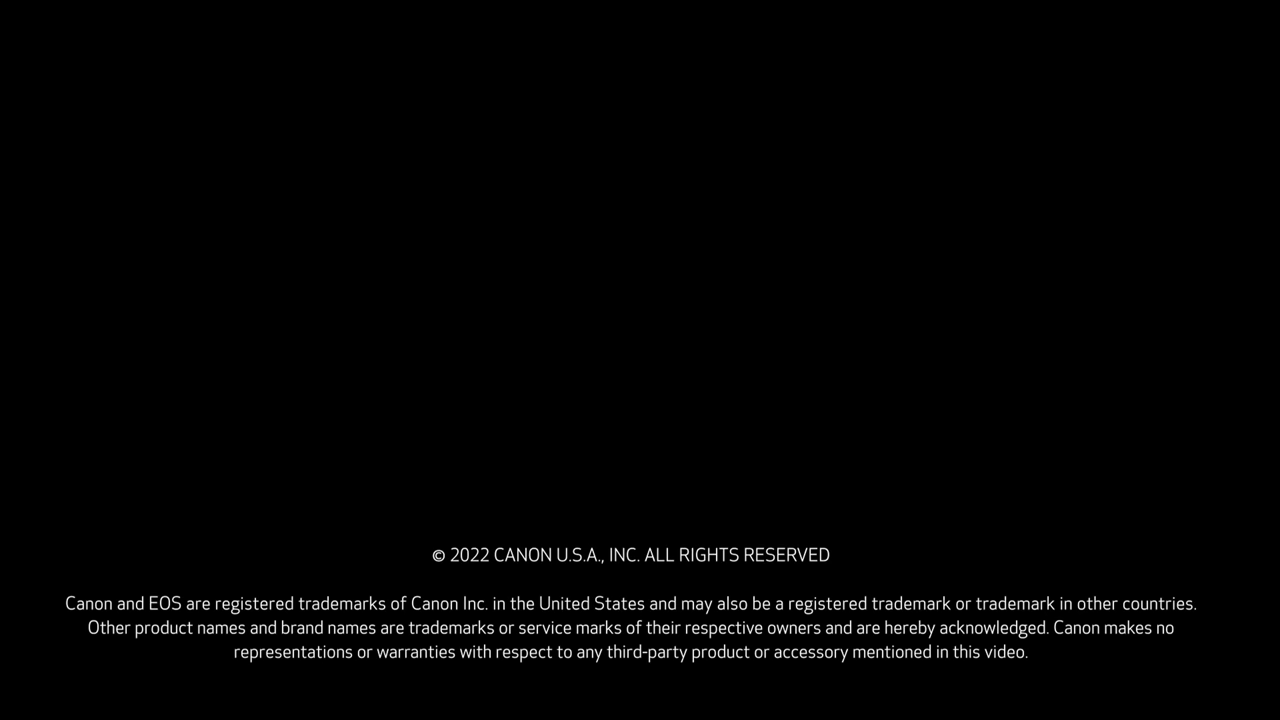 © 2022 CANON U.S.A., INC. ALL RIGHTS RESERVED
Canon and EOS are registered trademarks of Canon Inc. in the United States and may also be a registered trademark or trademark in other countries.
Other product names and brand names are trademarks or service marks of their respective owners and are hereby acknowledged. Canon makes no
representations or warranties with respect to any third-party product or accessory mentioned in this video.